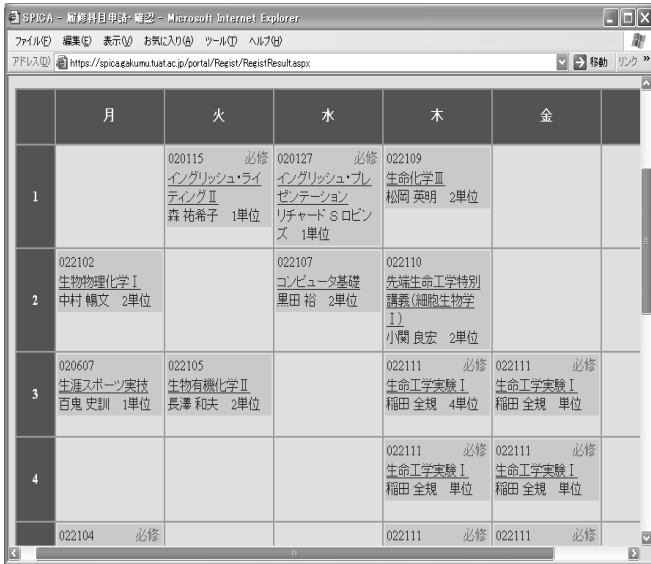 SPICA - 履修科目申請・確認 - Microsoft Internet Explorer
ファイル(F) 編集(E) 表示(V) お気に入り(A) ツール(T) ヘルプ(H)
アドレス(D) https://spica.gakumu.tuat.ac.jp/portal/Regist/RegistResult.aspx 移動 リンク »
月 火 水 木 金
1
020115 必修
イングリッシュ・ライ
ティングⅡ
森 祐希子 1単位
020127 必修
イングリッシュ・プレ
ゼンテーション
リチャード S ロビン
ズ 1単位
022109
生命化学Ⅲ
松岡 英明 2単位
2
022102
生物物理化学Ⅰ
中村 暢文 2単位
022107
コンピュータ基礎
黒田 裕 2単位
022110
先端生命工学特別
講義(細胞生物学
Ⅰ)
小関 良宏 2単位
3
020607
生涯スポーツ実技
百鬼 史訓 1単位
022105
生物有機化学Ⅱ
長澤 和夫 2単位
022111 必修
生命工学実験Ⅰ
稲田 全規 4単位
022111 必修
生命工学実験Ⅰ
稲田 全規 単位
4
022111 必修
生命工学実験Ⅰ
稲田 全規 単位
022111 必修
生命工学実験Ⅰ
稲田 全規 単位
022104 必修
022111 必修
022111 必修